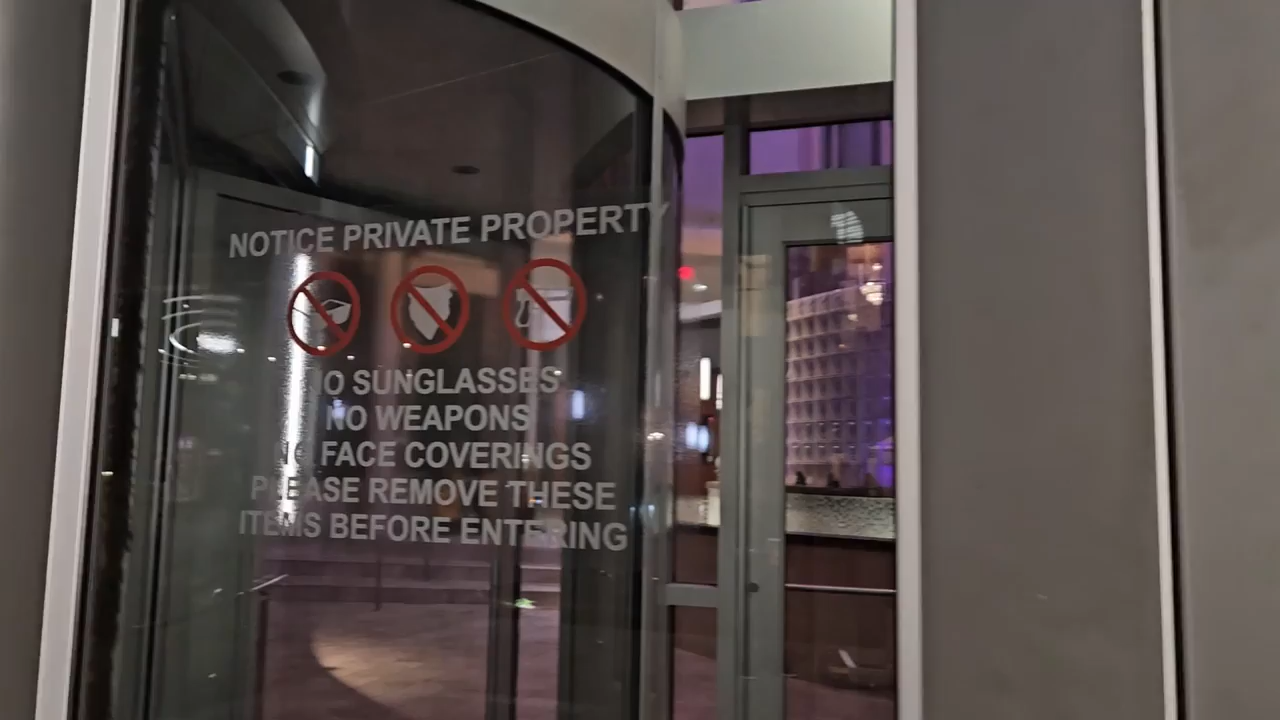 NOTICE PRIVATE PROPERTY
NO SUNGLASSES
NO WEAPONS
NO FACE COVERINGS
PLEASE REMOVE THESE
ITEMS BEFORE ENTERING